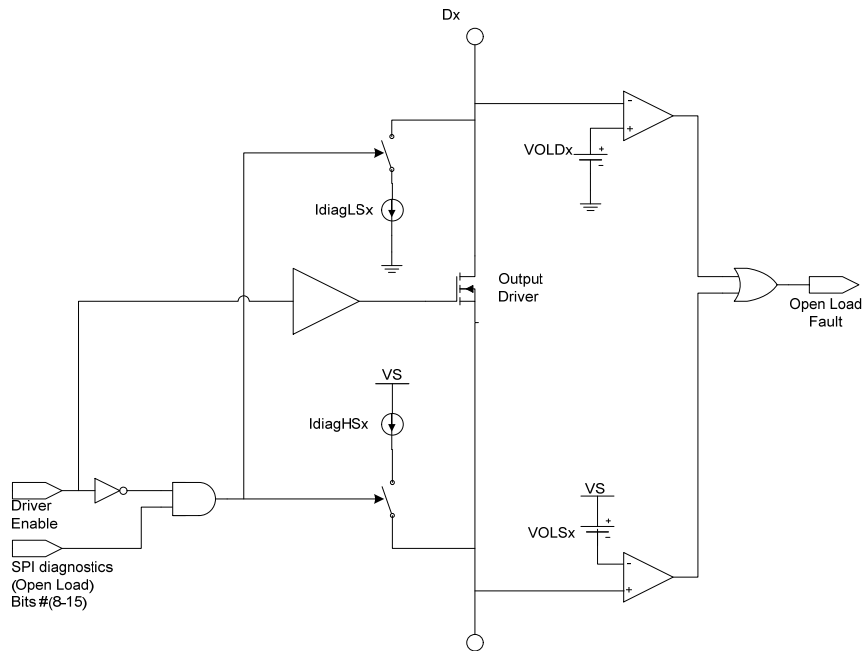 Dx
-
+
VOLDx
+
-
IdiagLSx
Output
Driver
Open Load
Fault
VS
IdiagHSx
-
Driver
Enable
VS
+
-
VOLSx
-
+
SPI diagnostics
(Open Load)
Bits #(8-15)